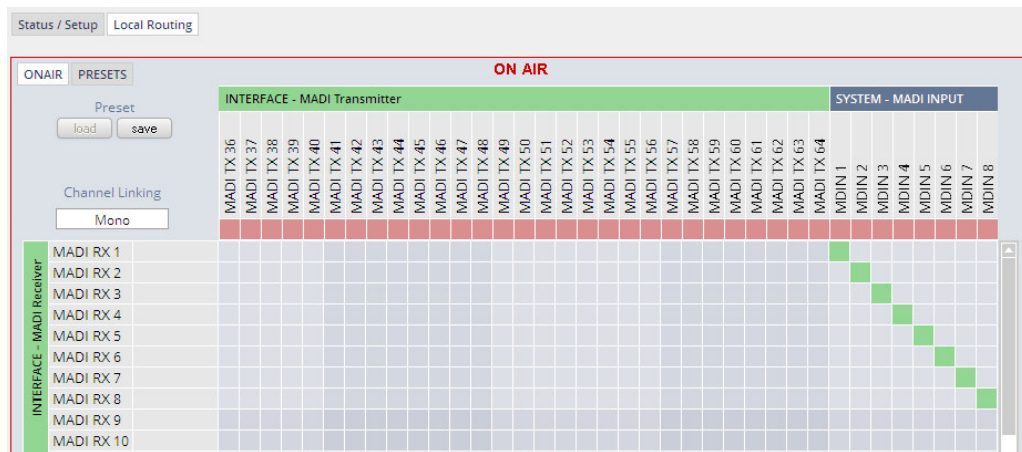 Status / Setup Local Routing
ONAIR PRESETS ON AIR
Preset
load save
Channel Linking
Mono
INTERFACE - MADI Transmitter SYSTEM - MADI INPUT
MADI TX 36
MADI TX 37
MADI TX 38
MADI TX 39
MADI TX 40
MADI TX 41
MADI TX 42
MADI TX 43
MADI TX 44
MADI TX 45
MADI TX 46
MADI TX 47
MADI TX 48
MADI TX 49
MADI TX 50
MADI TX 51
MADI TX 52
MADI TX 53
MADI TX 54
MADI TX 55
MADI TX 56
MADI TX 57
MADI TX 58
MADI TX 59
MADI TX 60
MADI TX 61
MADI TX 62
MADI TX 63
MADI TX 64
MDIN 1
MDIN 2
MDIN 3
MDIN 4
MDIN 5
MDIN 6
MDIN 7
MDIN 8
INTERFACE - MADI Receiver
MADI RX 1
MADI RX 2
MADI RX 3
MADI RX 4
MADI RX 5
MADI RX 6
MADI RX 7
MADI RX 8
MADI RX 9
MADI RX 10